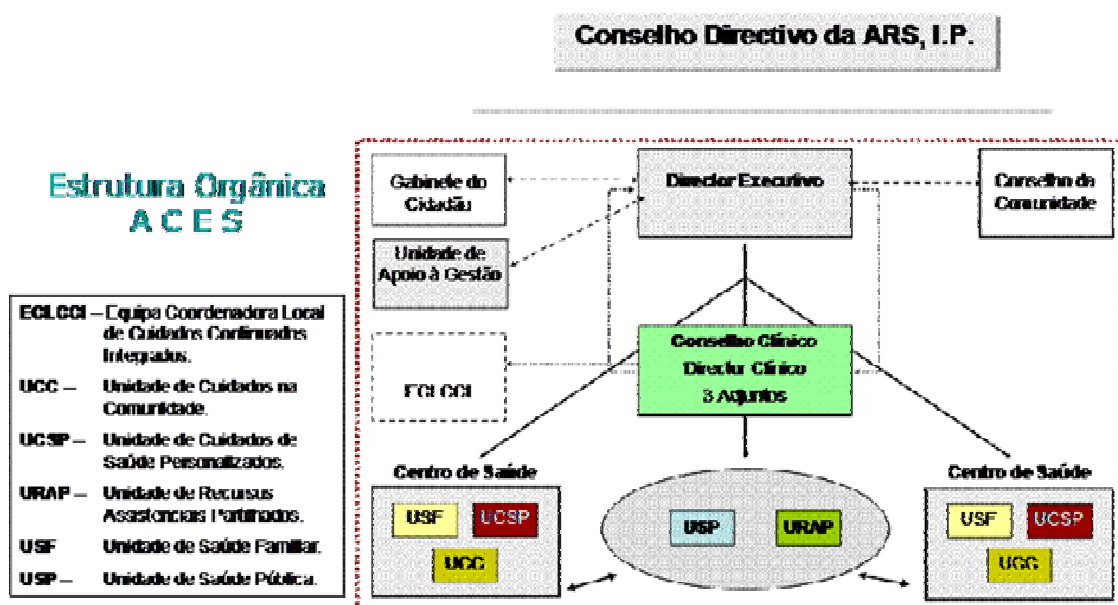 Conselho Directivo da ARS, I.P.
Estrutura Orgânica
A C E S
ECLCCI – Equipa Coordenadora Local
de Cuidados Continuados
Integrados.
UCC – Unidade de Cuidados na
Comunidade.
UCSP – Unidade de Cuidados de
Saúde Personalizados.
URAP – Unidade de Recursos
Assistenciais Partilhados.
USF Unidade de Saúde Familiar.
USP – Unidade de Saúde Pública.
Gabinete do
Cidadão
Director Executivo
Conselho da
Comunidade
Unidade de
Apoio à Gestão
ECLCCI
Conselho Clínico
Director Clínico
3 Adjuntos
Centro de Saúde
USF UCSP
UCC
USP URAP
Centro de Saúde
USF UCSP
UCC